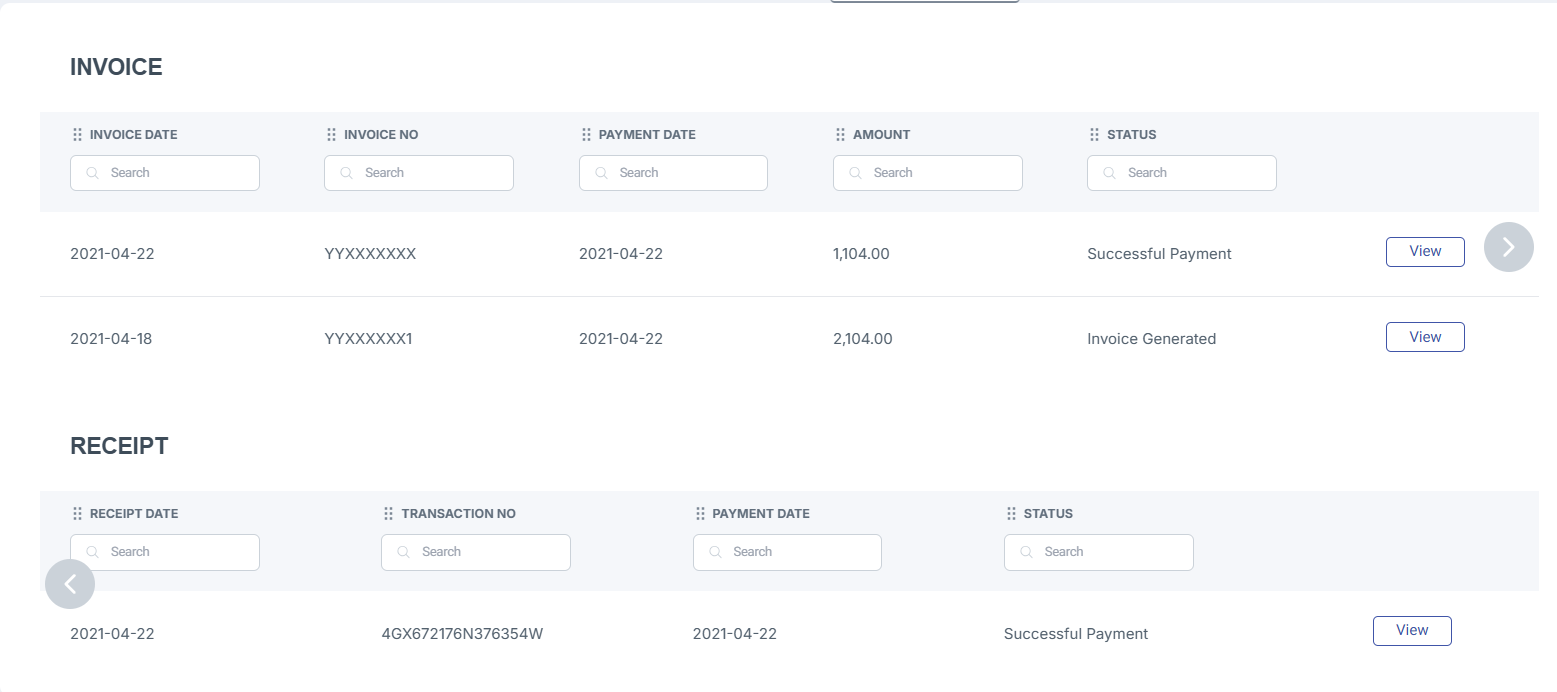 INVOICE
INVOICE DATE INVOICE NO PAYMENT DATE AMOUNT STATUS
Search Search Search Search Search
2021-04-22 YYXXXXXXX 2021-04-22 1,104.00 Successful Payment View
2021-04-18 YYXXXXXX1 2021-04-22 2,104.00 Invoice Generated View
RECEIPT
RECEIPT DATE TRANSACTION NO PAYMENT DATE STATUS
Search Search Search Search
2021-04-22 4GX672176N376354W 2021-04-22 Successful Payment View